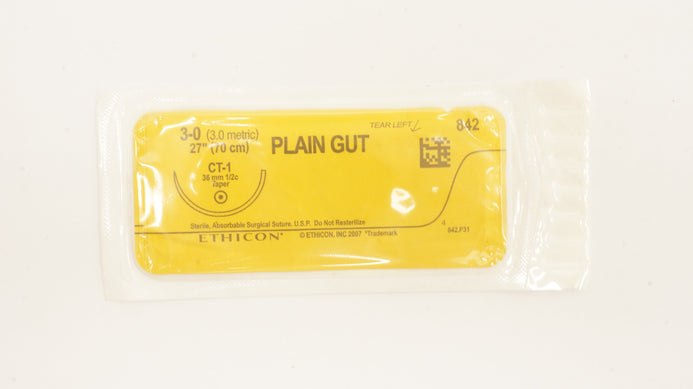 3-0 (3.0 metric)
27" (70 cm)
CT-1
36 mm 1/2c
Taper
PLAIN GUT
TEAR LEFT
842
Sterile, Absorbable Surgical Suture. U.S.P. Do Not Resterilize
ETHICON* © ETHICON, INC 2007 *Trademark
4
842.P31